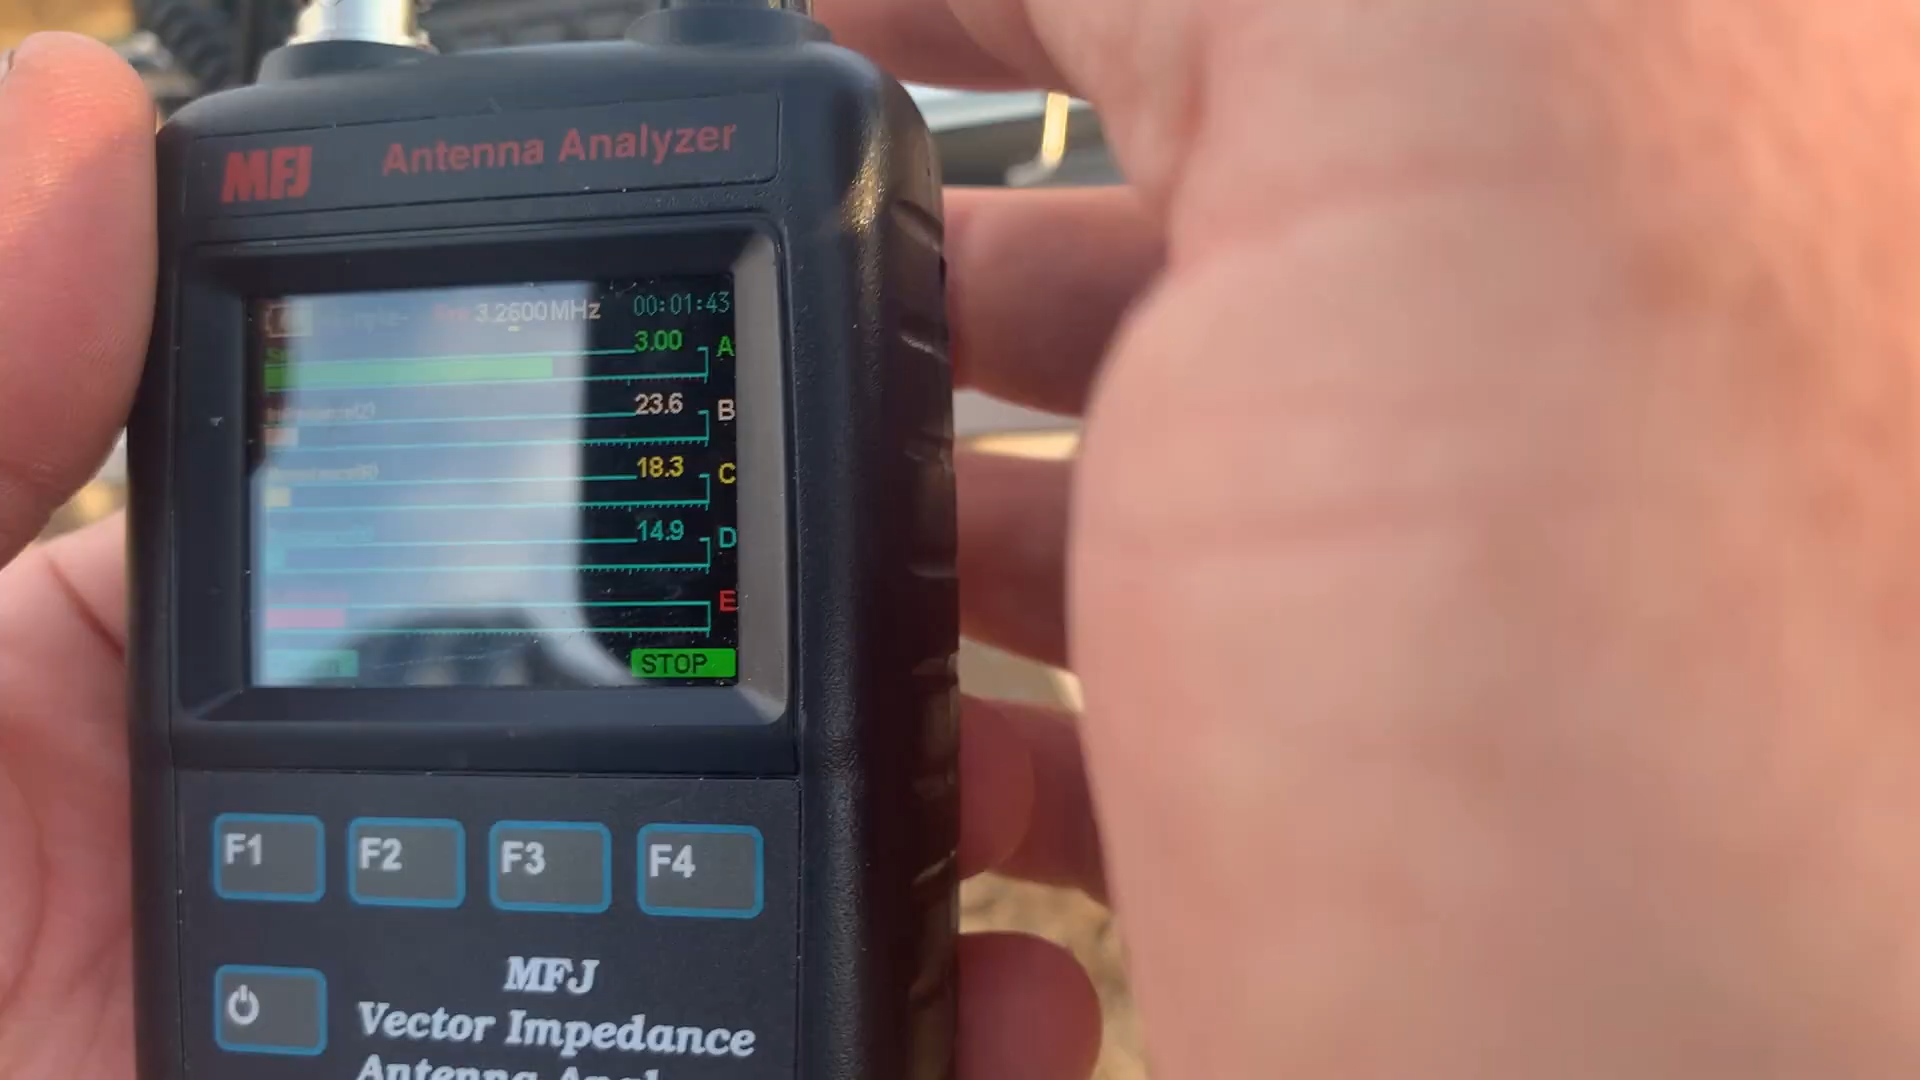 MFJ Antenna Analyzer
3.2600MHz 00:01:43
3.00 A
23.6 B
18.3 C
14.9 D
E
STOP
F1 F2 F3 F4
MFJ
Vector Impedance
Antenna